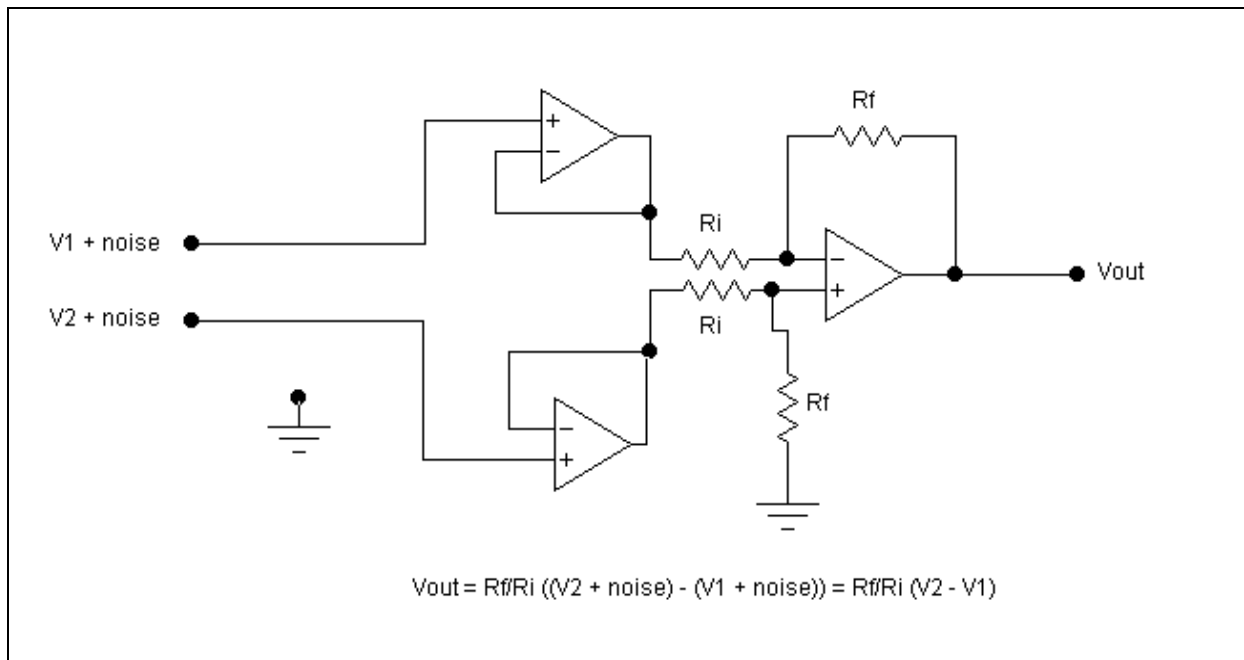 Rf
+
−
V1 + noise
Ri
−
+
Vout
V2 + noise
Ri
Rf
−
+
Vout = Rf/Ri ((V2 + noise) - (V1 + noise)) = Rf/Ri (V2 - V1)